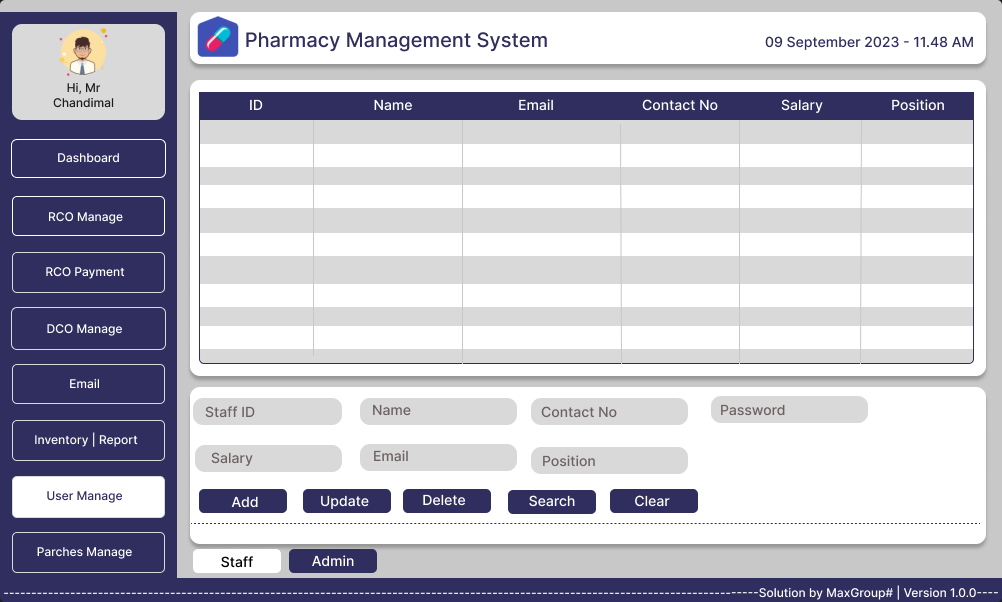 Hi, Mr
Chandimal
Dashboard
RCO Manage
RCO Payment
DCO Manage
Email
Inventory | Report
User Manage
Parches Manage
Pharmacy Management System
09 September 2023 - 11.48 AM
ID Name Email Contact No Salary Position
Staff ID Name Contact No Password
Salary Email Position
Add Update Delete Search Clear
Staff Admin
Solution by MaxGroup# | Version 1.0.0----